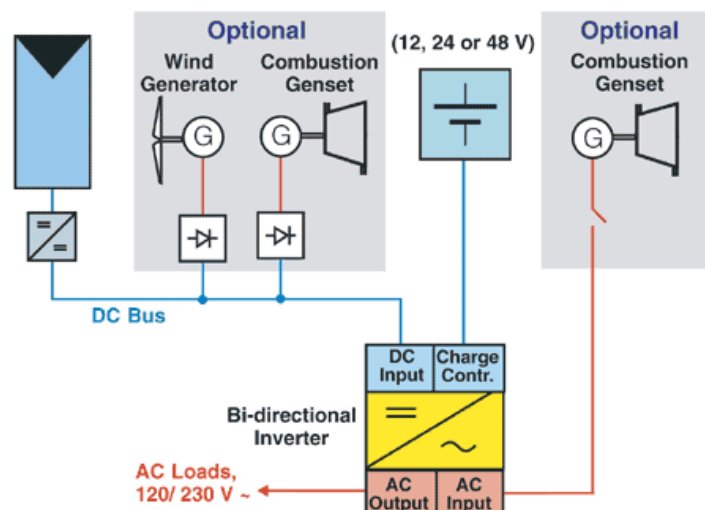 Optional
Wind
Generator
Combustion
Genset
G
G
(12, 24 or 48 V)
Optional
Combustion
Genset
G
DC Bus
DC
Input
Charge
Contr.
Bi-directional
Inverter
AC Loads,
120/ 230 V ~
AC
Output
AC
Input